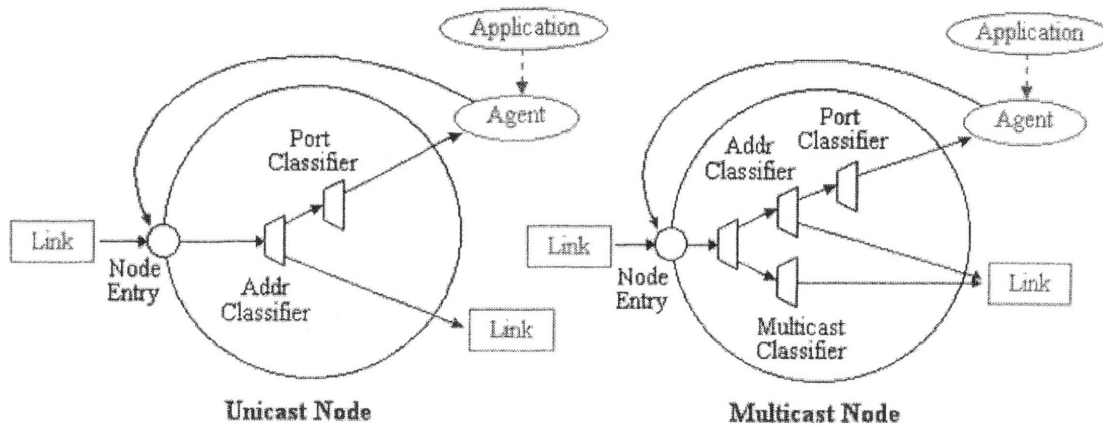 Application
Agent
Port
Classifier
Link
Node
Entry
Addr
Classifier
Link
Unicast Node
Application
Agent
Port
Classifier
Addr
Classifier
Link
Node
Entry
Link
Multicast
Classifier
Multicast Node